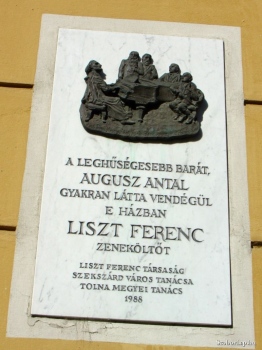 A LEGHŰSÉGESEBB BARÁT,
AUGUSZ ANTAL
GYAKRAN LÁTTA VENDÉGÜL
E HÁZBAN
LISZT FERENC
ZENEKÖLTŐT
LISZT FERENC TÁRSASÁG
SZEKSZÁRD VÁROS TANÁCSA
TOLNA MEGYEI TANÁCS
1988